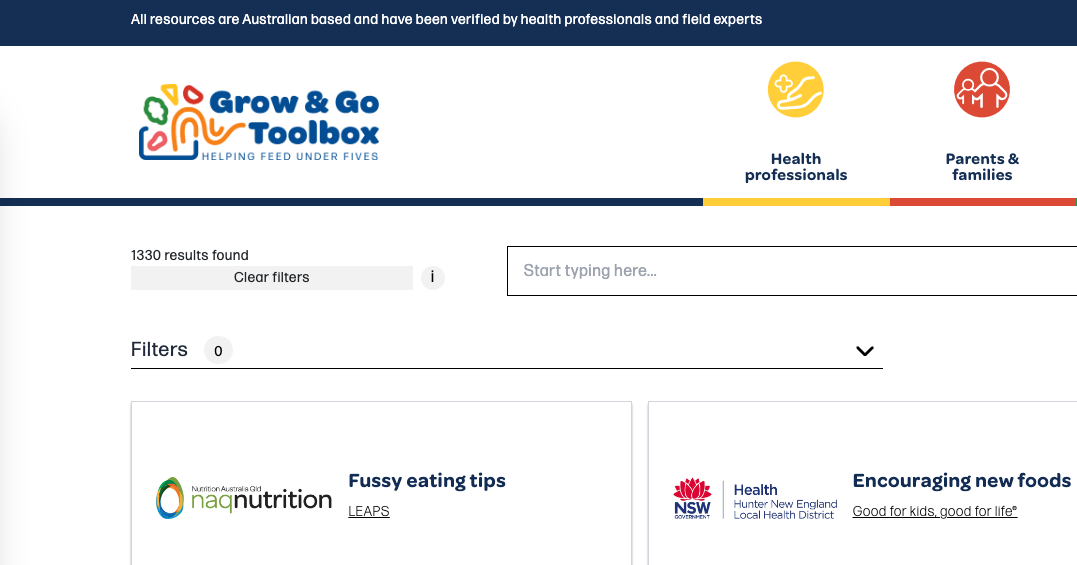 All resources are Australian based and have been verified by health professionals and field experts
Grow & Go
Toolbox
HELPING FEED UNDER FIVES
Health
professionals
Parents &
families
1330 results found
Clear filters
i
Start typing here...
Filters
0
Nutrition Australia Qld
naqnutrition
Fussy eating tips
LEAPS
NSW
GOVERNMENT
Health
Hunter New England
Local Health District
Encouraging new foods
Good for kids, good for life®